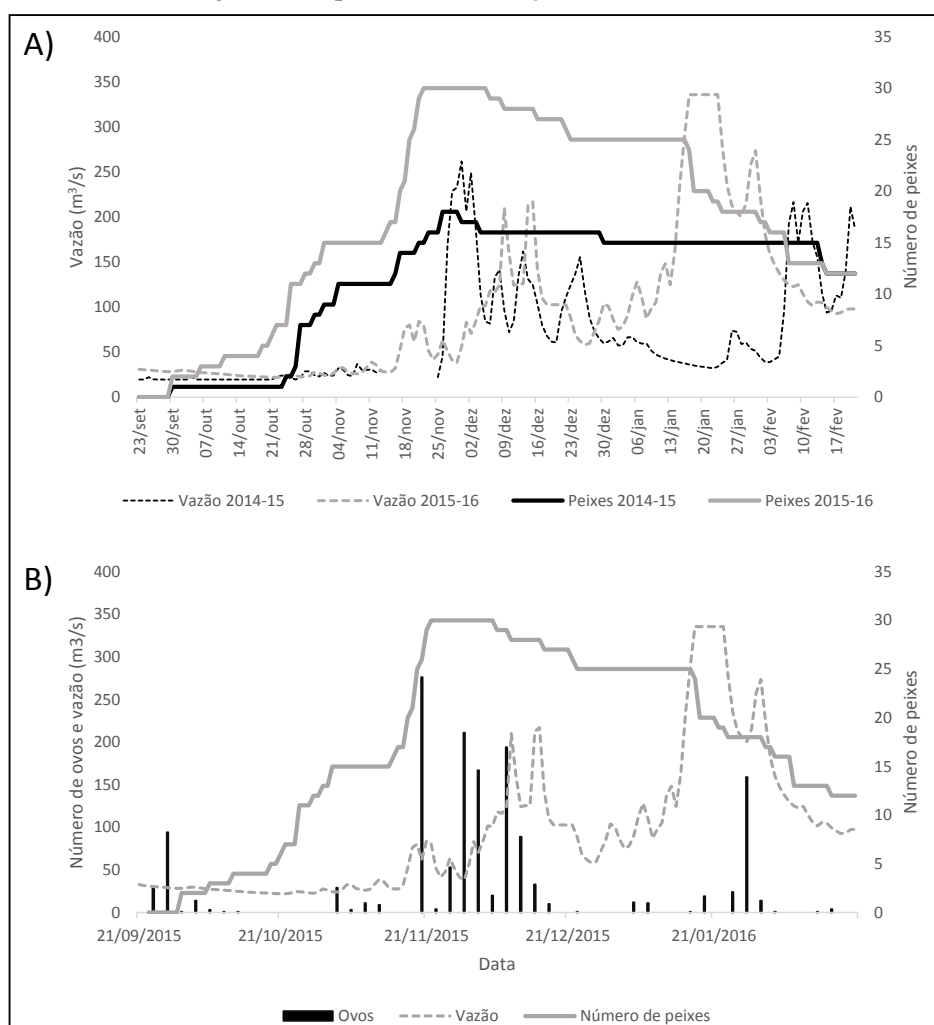 A)
400
350
300
250
200
150
100
50
0
Vazão (m³/s)
35
30
25
20
15
10
5
0
Número de peixes
23/set
30/set
07/out
14/out
21/out
28/out
04/nov
11/nov
18/nov
25/nov
02/dez
09/dez
16/dez
23/dez
30/dez
06/jan
13/jan
20/jan
27/jan
03/fev
10/fev
17/fev
Vazão 2014-15 Vazão 2015-16 Peixes 2014-15 Peixes 2015-16
B)
400
350
300
250
200
150
100
50
0
Número de ovos e vazão (m3/s)
35
30
25
20
15
10
5
0
Número de peixes
21/09/2015 21/10/2015 21/11/2015 21/12/2015 21/01/2016
Data
Ovos Vazão Número de peixes